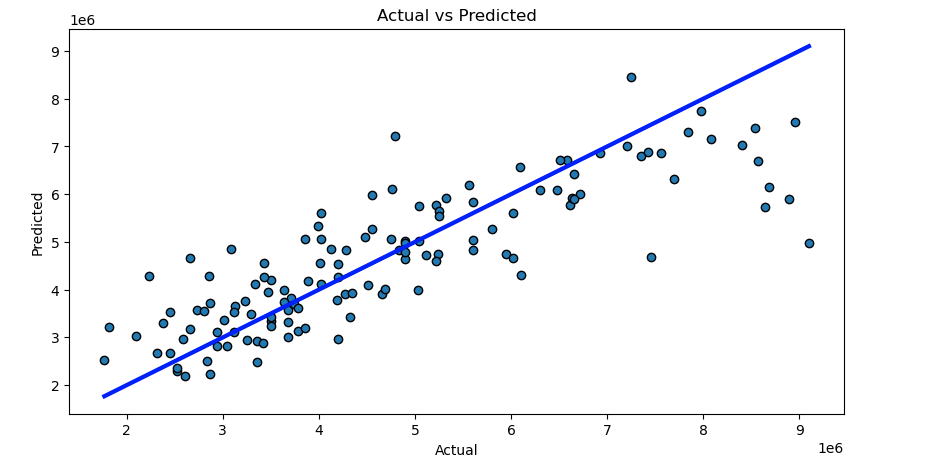 Actual vs Predicted
1e6
9
8
7
6
5
4
3
2
Predicted
2 3 4 5 6 7 8 9
1e6
Actual